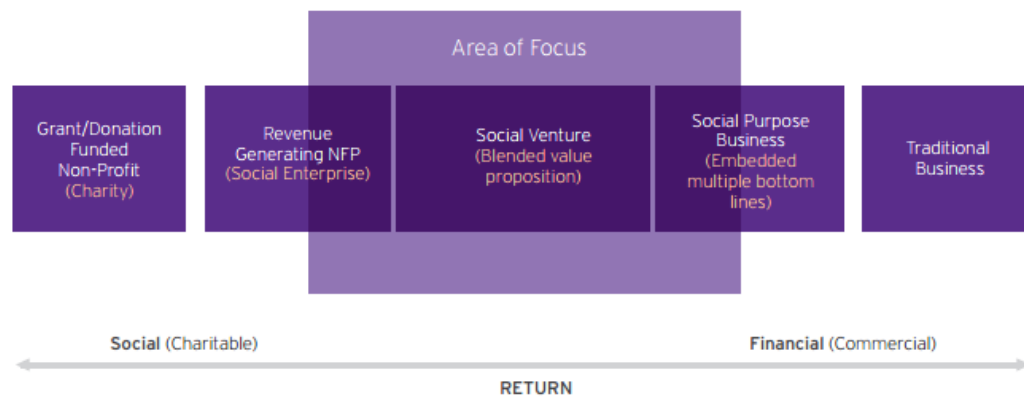 Area of Focus
Grant/Donation
Funded
Non-Profit
(Charity)
Revenue
Generating NFP
(Social Enterprise)
Social Venture
(Blended value
proposition)
Social Purpose
Business
(Embedded
multiple bottom
lines)
Traditional
Business
Social (Charitable)
Financial (Commercial)
RETURN